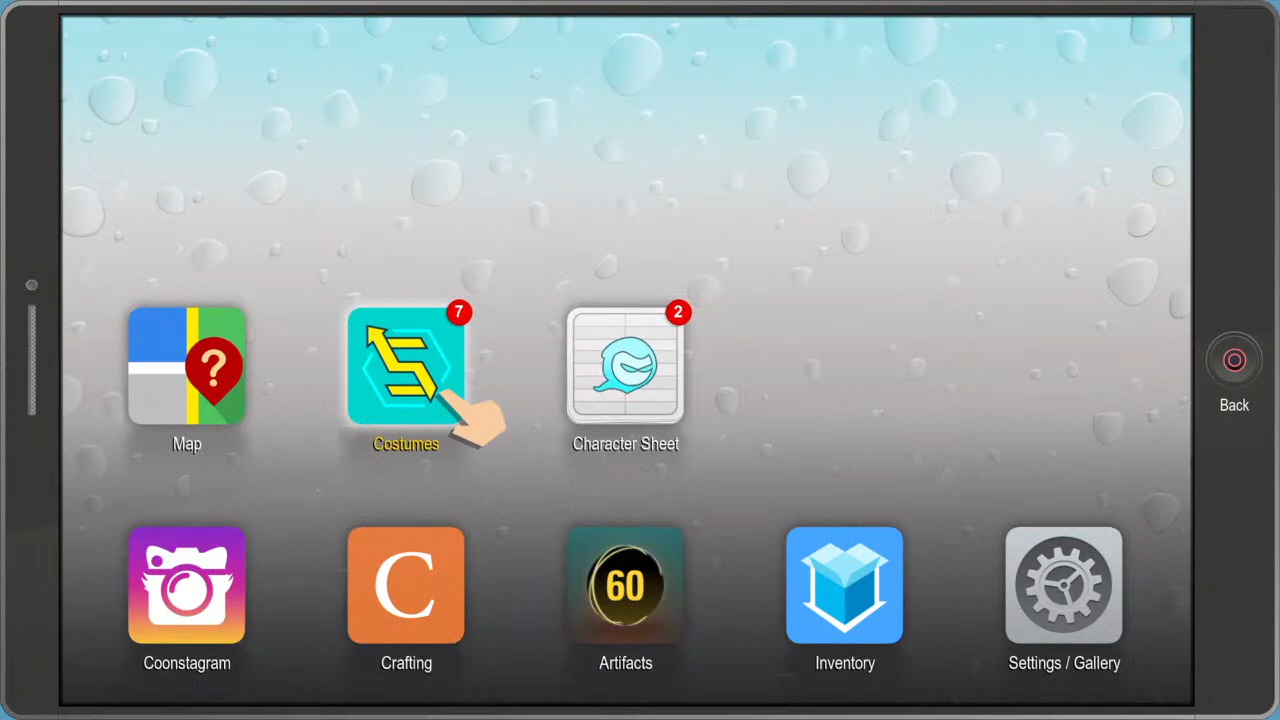 7
2
?
Map
Costumes
Character Sheet
Back
C
60
Coonstagram
Crafting
Artifacts
Inventory
Settings / Gallery